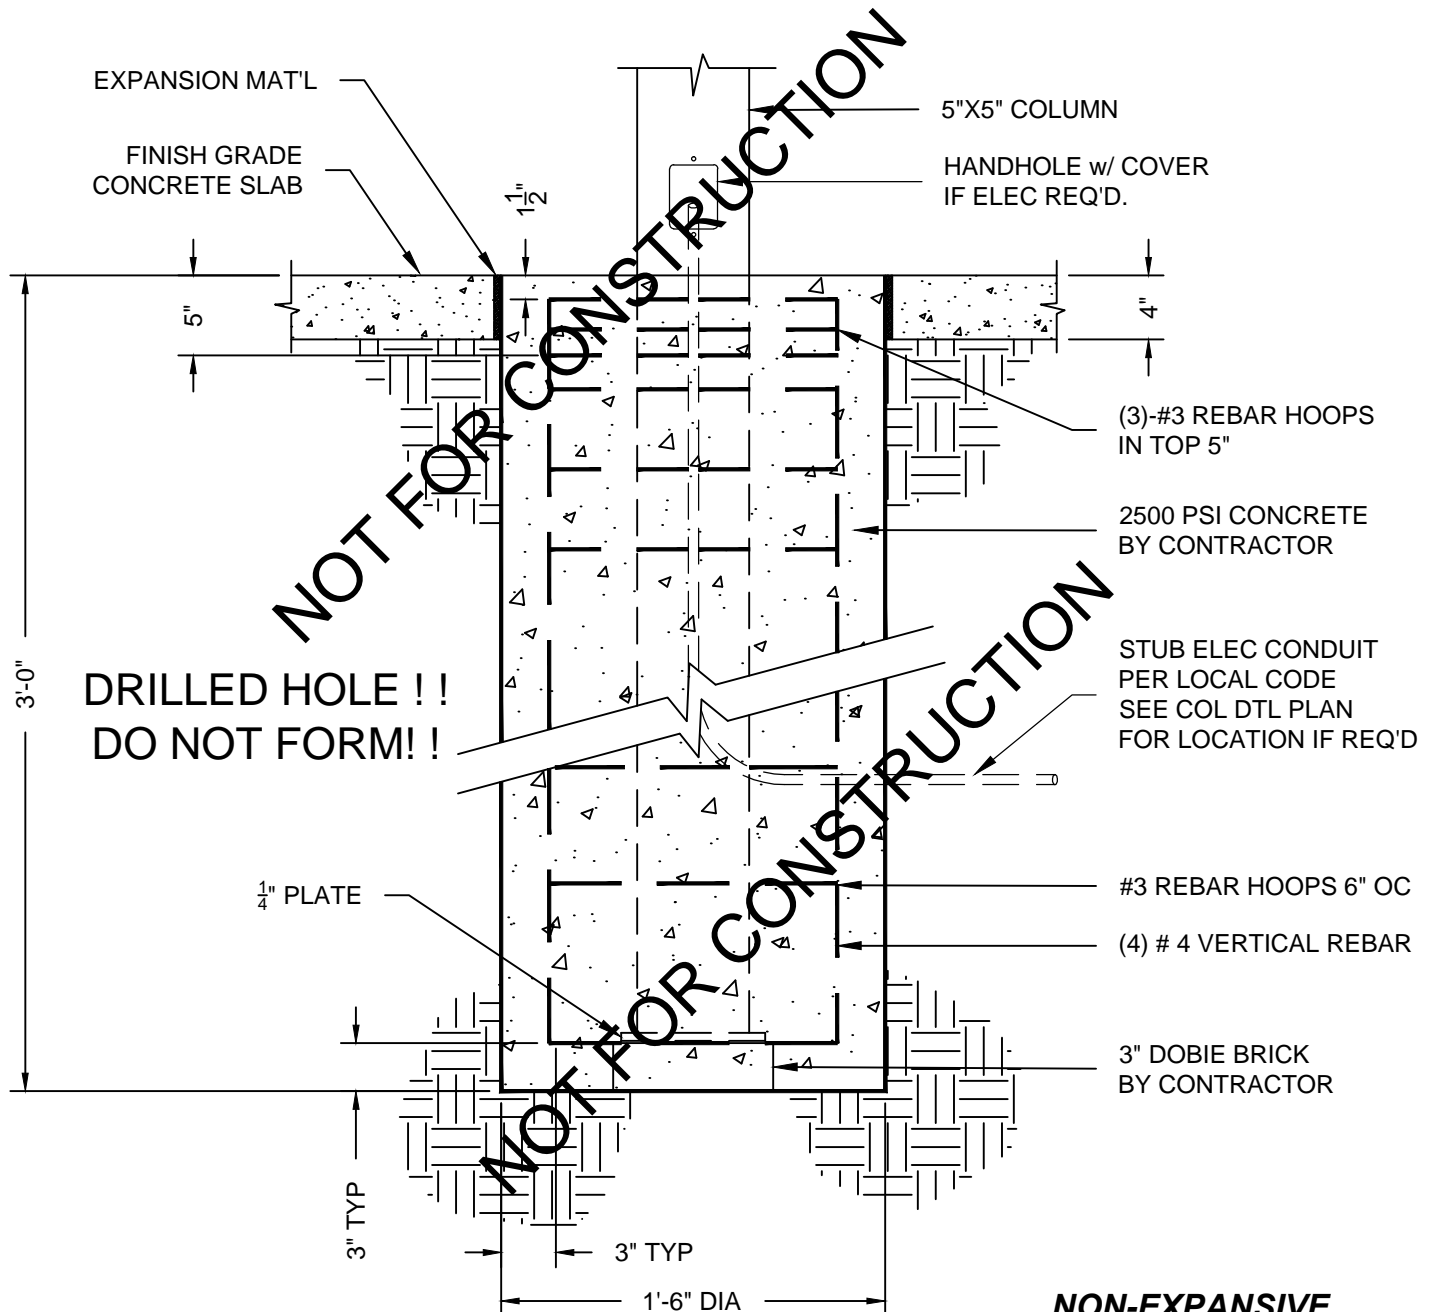 EXPANSION MAT'L
FINISH GRADE
CONCRETE SLAB
1 1/2"
5"X5" COLUMN
HANDHOLE w/ COVER
IF ELEC REQ'D.
5"
4"
(3)-#3 REBAR HOOPS
IN TOP 5"
2500 PSI CONCRETE
BY CONTRACTOR
NOT FOR CONSTRUCTION
3'-0"
DRILLED HOLE ! !
DO NOT FORM! !
STUB ELEC CONDUIT
PER LOCAL CODE
SEE COL DTL PLAN
FOR LOCATION IF REQ'D
1/4" PLATE
#3 REBAR HOOPS 6" OC
(4) # 4 VERTICAL REBAR
NOT FOR CONSTRUCTION
3" DOBIE BRICK
BY CONTRACTOR
3" TYP
3" TYP
1'-6" DIA
NON-EXPANSIVE